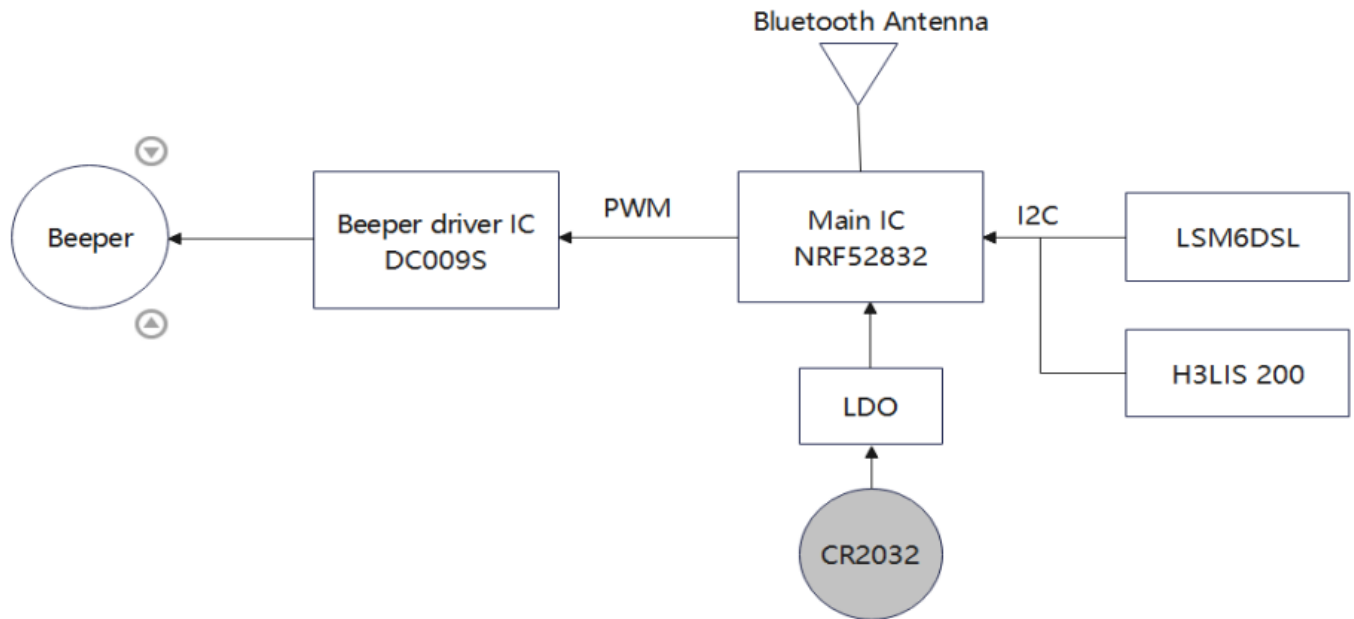 Bluetooth Antenna
Beeper
Beeper driver IC
DC009S
PWM
Main IC
NRF52832
I2C
LSM6DSL
H3LIS 200
LDO
CR2032